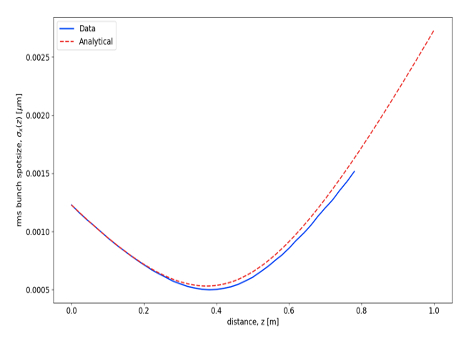 Data
Analytical
0.0025
0.0020
0.0015
0.0010
0.0005
rms bunch spotsize, σₓ(z) [μm]
0.0 0.2 0.4 0.6 0.8 1.0
distance, z [m]